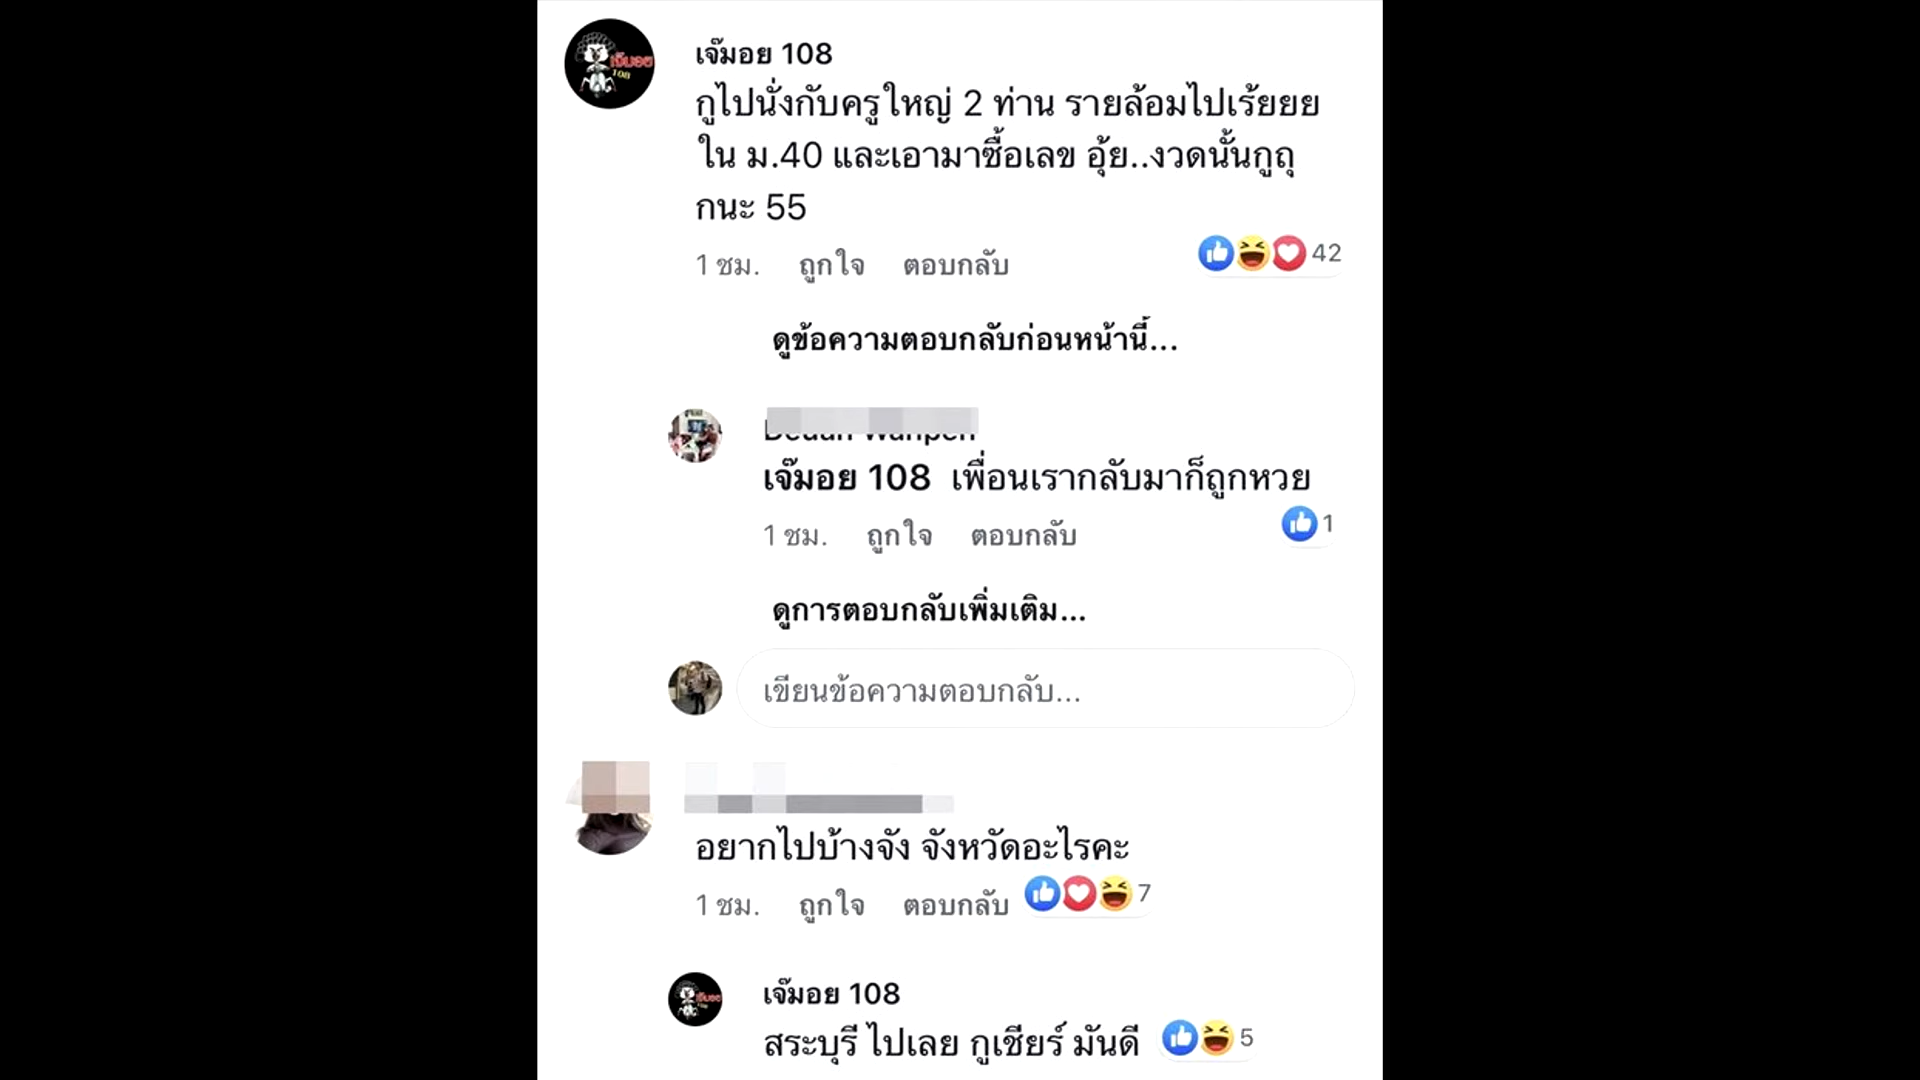 เจ๊มอย 108
เจ๊มอย
108
กูไปนั่งกับครูใหญ่ 2 ท่าน รายล้อมไปเร้ยยย
ใน ม.40 และเอามาซื้อเลข อุ้ย..งวดนั้นกูถุ
กนะ 55
1 ชม. ถูกใจ ตอบกลับ 42
ดูข้อความตอบกลับก่อนหน้านี้...
เจ๊มอย 108 เพื่อนเรากลับมาก็ถูกหวย
1 ชม. ถูกใจ ตอบกลับ 1
ดูการตอบกลับเพิ่มเติม...
เขียนข้อความตอบกลับ...
อยากไปบ้างจัง จังหวัดอะไรคะ
1 ชม. ถูกใจ ตอบกลับ 7
เจ๊มอย 108
สระบุรี ไปเลย กูเชียร์ มันดี 5